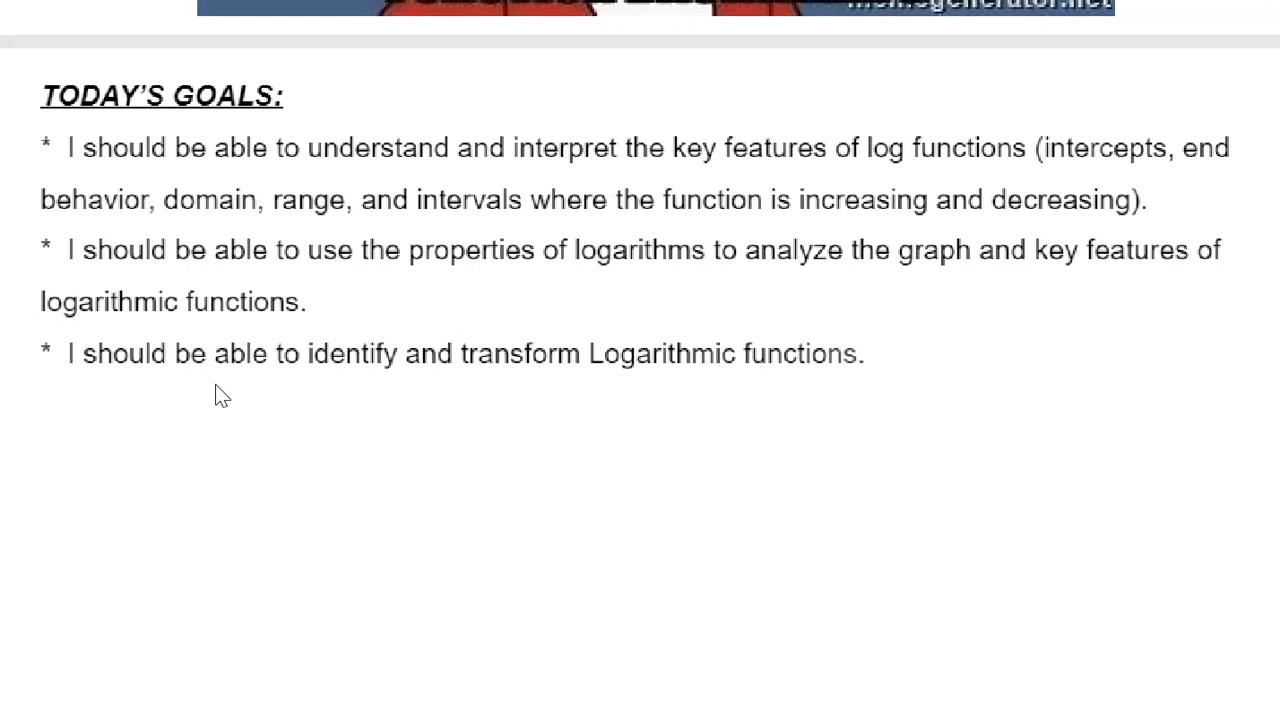 TODAY'S GOALS:
* I should be able to understand and interpret the key features of log functions (intercepts, end
behavior, domain, range, and intervals where the function is increasing and decreasing).
* I should be able to use the properties of logarithms to analyze the graph and key features of
logarithmic functions.
* I should be able to identify and transform Logarithmic functions.